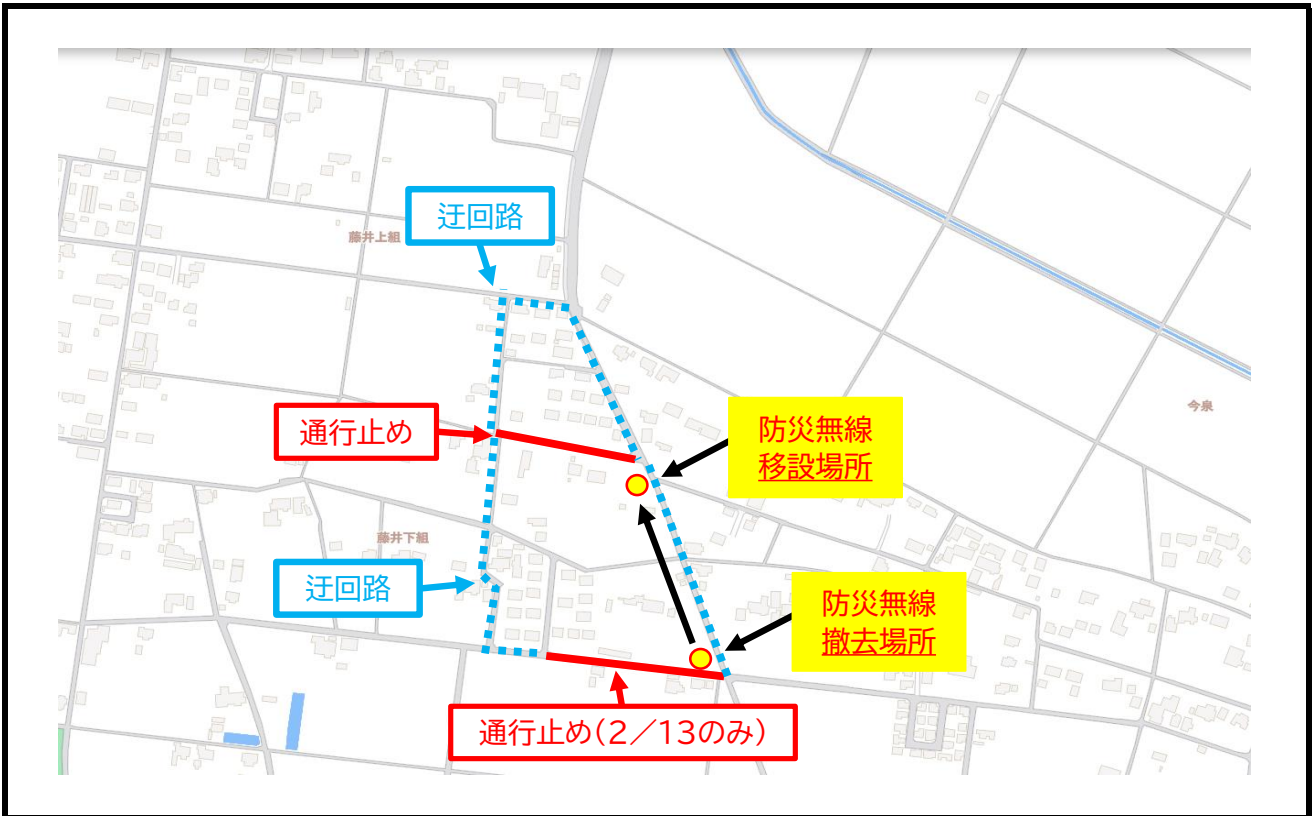 迂回路
藤井上組
通行止め
防災無線
移設場所
今泉
藤井下組
迂回路
防災無線
撤去場所
通行止め(2/13のみ)